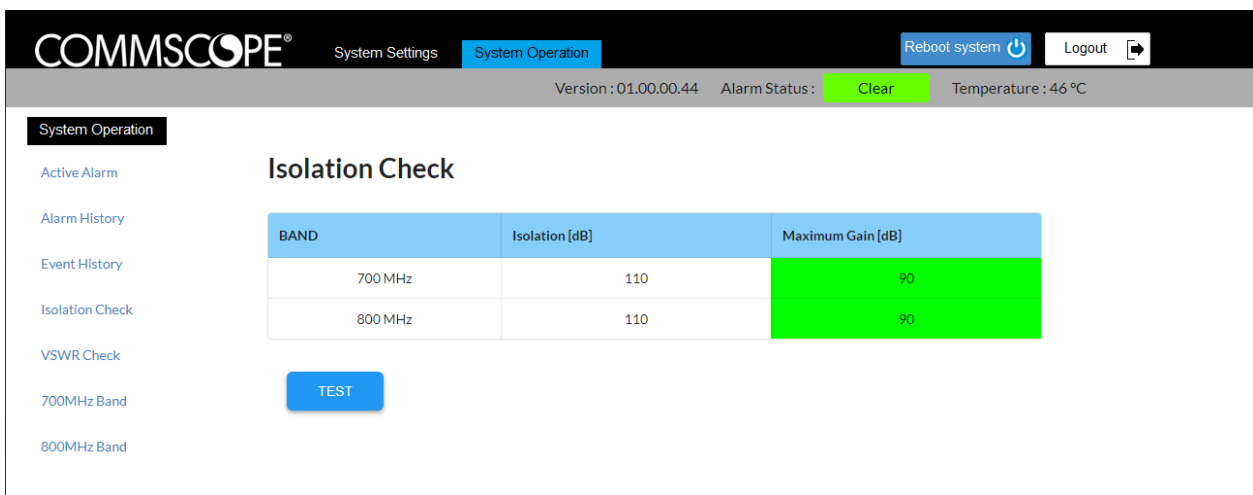 COMMSCOPE®
System Settings
System Operation
Reboot system
Logout
Version : 01.00.00.44
Alarm Status :
Clear
Temperature : 46 ºC
System Operation
Active Alarm
Alarm History
Event History
Isolation Check
VSWR Check
700MHz Band
800MHz Band
Isolation Check
BAND Isolation [dB] Maximum Gain [dB]
700 MHz 110 90
800 MHz 110 90
TEST